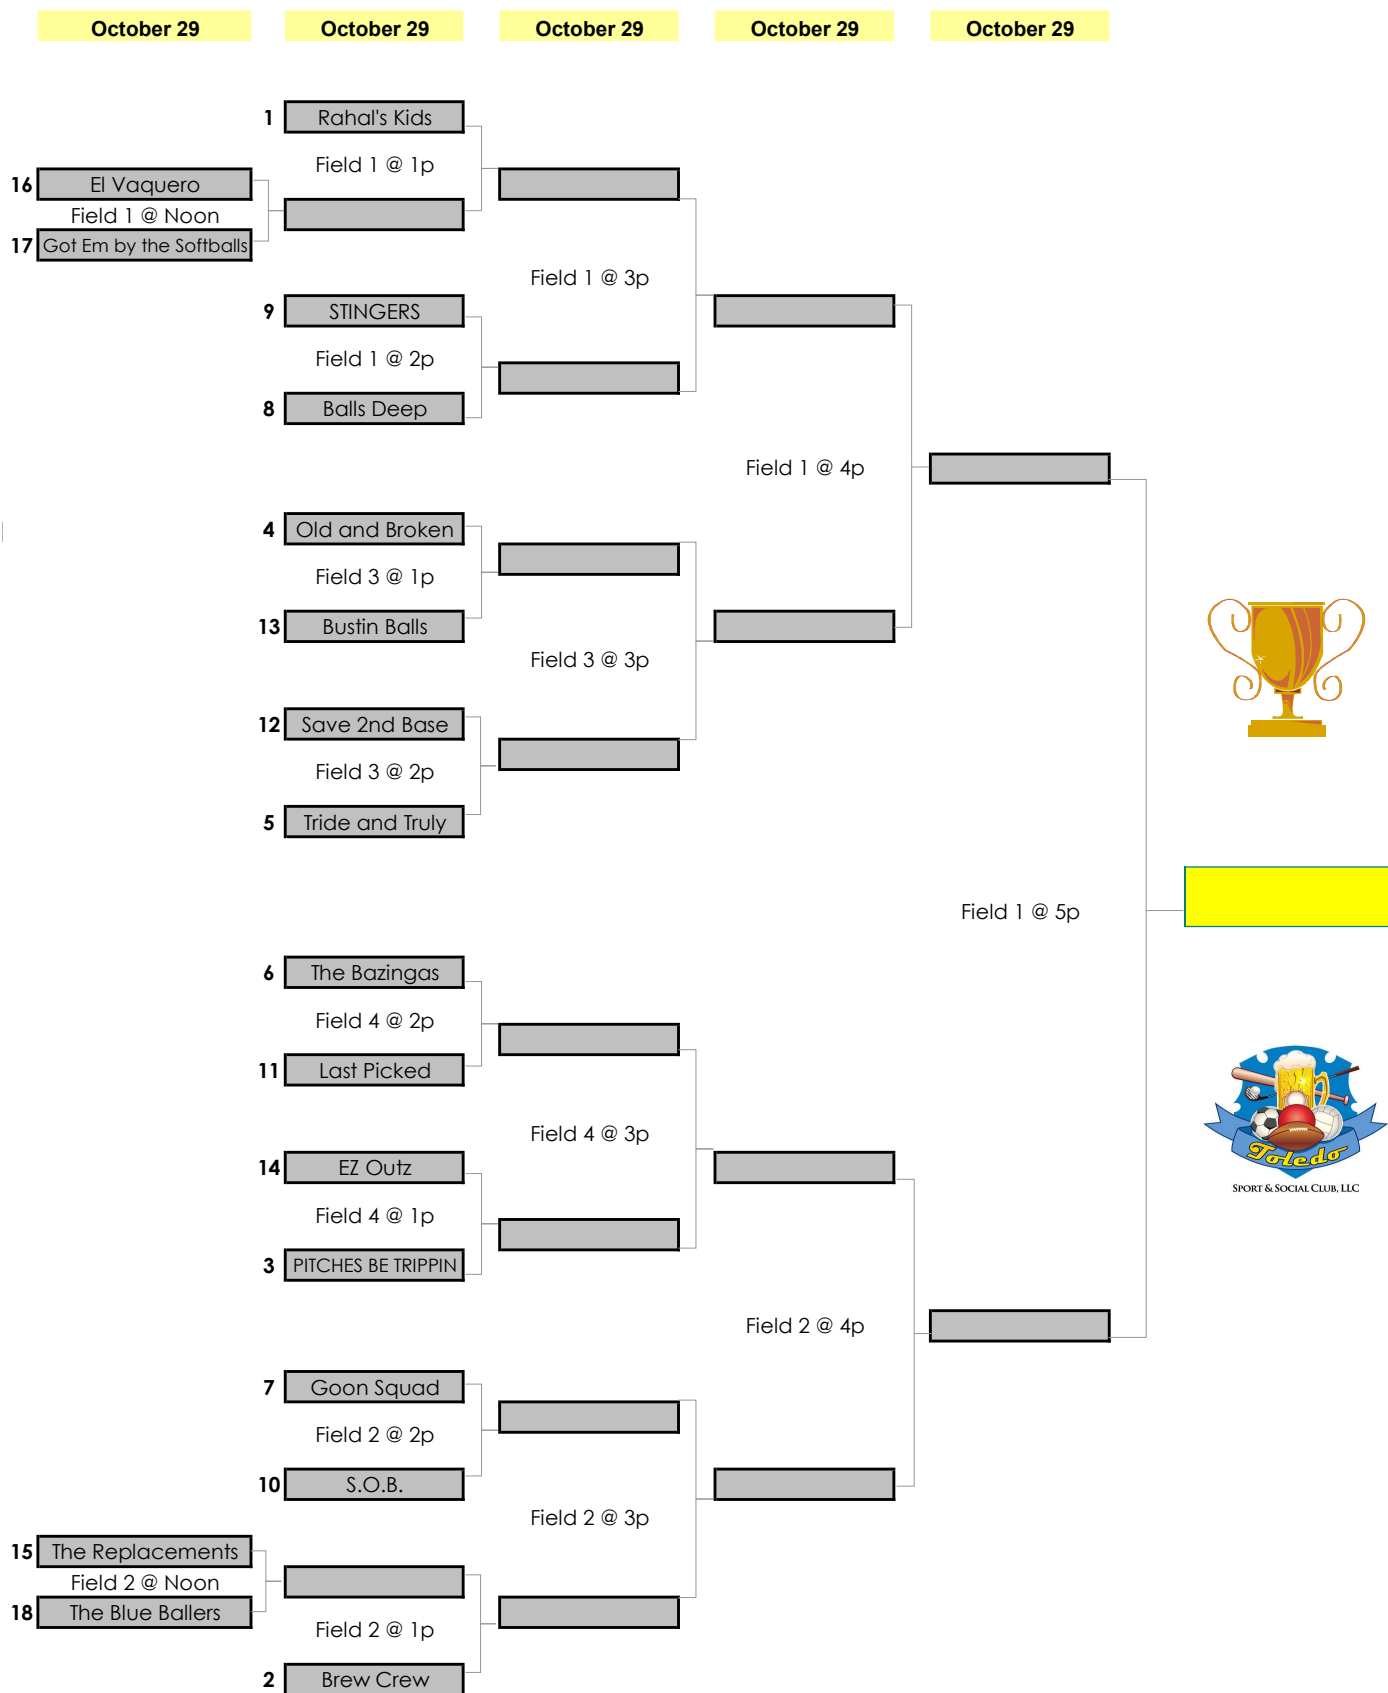 October 29 October 29 October 29 October 29 October 29
1 Rahal's Kids
Field 1 @ 1p
16 El Vaquero
Field 1 @ Noon
17 Got Em by the Softballs
Field 1 @ 3p
9 STINGERS
Field 1 @ 2p
8 Balls Deep
Field 1 @ 4p
4 Old and Broken
Field 3 @ 1p
13 Bustin Balls
Field 3 @ 3p
12 Save 2nd Base
Field 3 @ 2p
5 Tride and Truly
Field 1 @ 5p
6 The Bazingas
Field 4 @ 2p
11 Last Picked
Field 4 @ 3p
Toledo
SPORT & SOCIAL CLUB, LLC
14 EZ Outz
Field 4 @ 1p
3 PITCHES BE TRIPPIN
Field 2 @ 4p
7 Goon Squad
Field 2 @ 2p
10 S.O.B.
Field 2 @ 3p
15 The Replacements
Field 2 @ Noon
18 The Blue Ballers
Field 2 @ 1p
2 Brew Crew